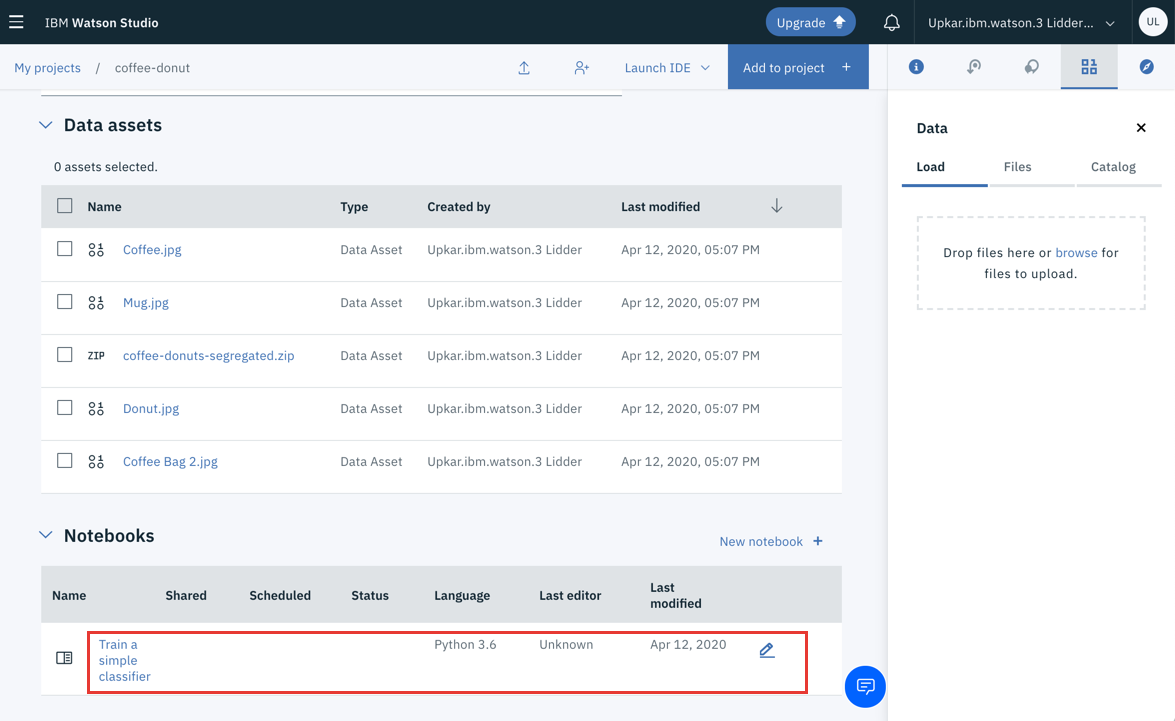 IBM Watson Studio
Upgrade
Upkar.ibm.watson.3 Lidder...
UL
My projects / coffee-donut
Launch IDE
Add to project +
Data assets
0 assets selected.
Name Type Created by Last modified
Coffee.jpg Data Asset Upkar.ibm.watson.3 Lidder Apr 12, 2020, 05:07 PM
Mug.jpg Data Asset Upkar.ibm.watson.3 Lidder Apr 12, 2020, 05:07 PM
ZIP coffee-donuts-segregated.zip Data Asset Upkar.ibm.watson.3 Lidder Apr 12, 2020, 05:07 PM
Donut.jpg Data Asset Upkar.ibm.watson.3 Lidder Apr 12, 2020, 05:07 PM
Coffee Bag 2.jpg Data Asset Upkar.ibm.watson.3 Lidder Apr 12, 2020, 05:07 PM
Notebooks
New notebook +
Name Shared Scheduled Status Language Last editor Last
modified
Train a Python 3.6 Unknown Apr 12, 2020
simple
classifier
Data
Load Files Catalog
Drop files here or browse for
files to upload.